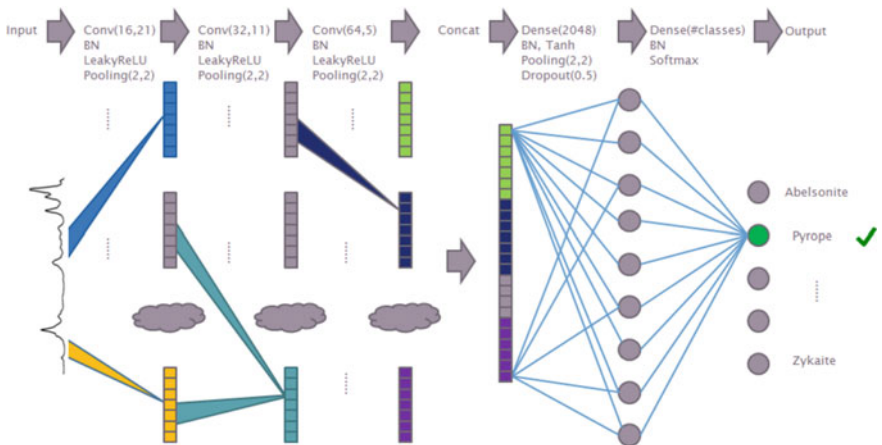 Input
Conv(16,21)
BN
LeakyReLU
Pooling(2,2)
Conv(32,11)
BN
LeakyReLU
Pooling(2,2)
Conv(64,5)
BN
LeakyReLU
Pooling(2,2)
Concat
Dense(2048)
BN, Tanh
Pooling(2,2)
Dropout(0.5)
Dense(#classes)
BN
Softmax
Output
Abelsonite
Pyrope
Zykaite